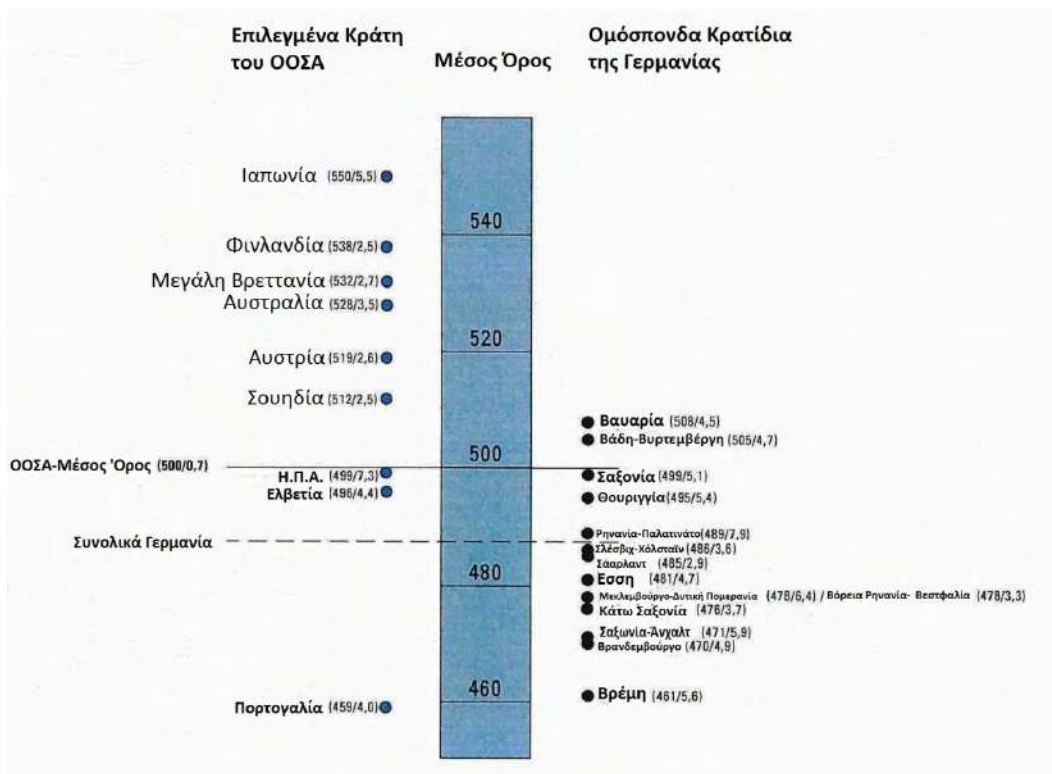 Επιλεγμένα Κράτη
του ΟΟΣΑ
Μέσος Όρος
Ομόσπονδα Κρατίδια
της Γερμανίας
Ιαπωνία (550/5,5)
540
Φινλανδία (538/2,5)
Μεγάλη Βρεττανία (532/2,7)
Αυστραλία (528/3,5)
520
Αυστρία (519/2,6)
Σουηδία (512/2,5)
Βαυαρία (508/4,5)
Βάδη-Βυρτεμβέργη (505/4,7)
500
ΟΟΣΑ-Μέσος Όρος (500/0,7)
Η.Π.Α. (499/7,3)
Σαξονία (499/5,1)
Ελβετία (496/4,4)
Θουριγγία(495/5,4)
Ρηνανία-Παλατινάτο(489/7,9)
Συνολικά Γερμανία
Σλέσβιχ-Χόλσταϊν (486/3,6)
Σάαρλαντ (485/2,9)
480
Εσση (481/4,7)
Μεκλεμβούργο-Δυτική Πομερανία (478/6,4) / Βόρεια Ρηνανία- Βεστφαλία (478/3,3)
Κάτω Σαξονία (476/3,7)
Σαξωνία-Άνχαλτ (471/5,9)
Βρανδεμβούργο (470/4,9)
460
Βρέμη (461/5,6)
Πορτογαλία (459/4,0)